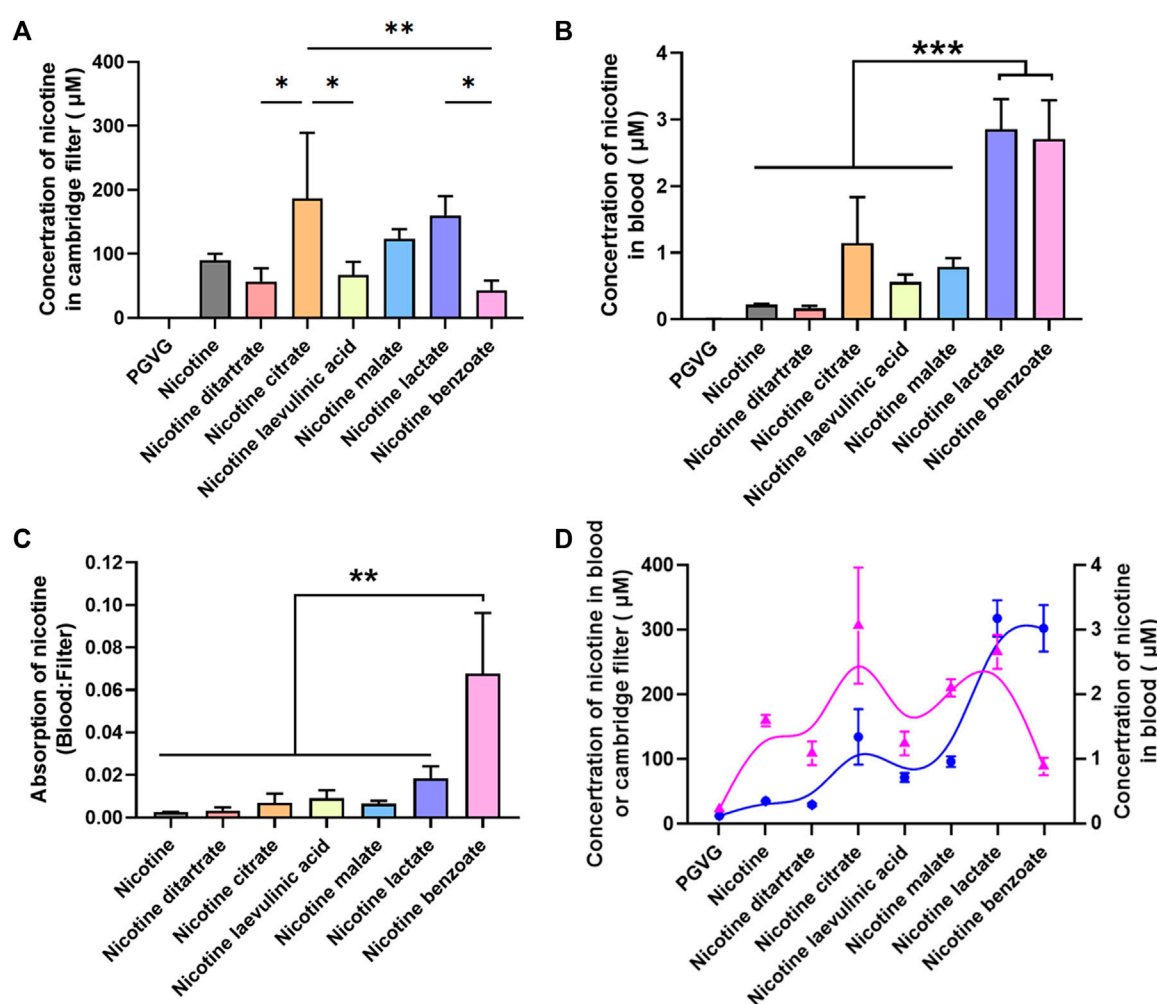 A
Concertration of nicotine
in cambridge filter ( μM)
400
300
200
100
0
**
*
*
*
PGVG
Nicotine
Nicotine ditartrate
Nicotine citrate
Nicotine laevulinic acid
Nicotine malate
Nicotine lactate
Nicotine benzoate
B
Concertration of nicotine
in blood ( μM)
4
3
2
1
0
***
PGVG
Nicotine
Nicotine ditartrate
Nicotine citrate
Nicotine laevulinic acid
Nicotine malate
Nicotine lactate
Nicotine benzoate
C
Absorption of nicotine
(Blood:Filter)
0.12
0.10
0.08
0.06
0.04
0.02
0.00
**
Nicotine
Nicotine ditartrate
Nicotine citrate
Nicotine laevulinic acid
Nicotine malate
Nicotine lactate
Nicotine benzoate
D
Concertration of nicotine in blood
or cambridge filter ( μM)
400
300
200
100
0
4
3
2
1
0
Concertration of nicotine
in blood ( μM)
PGVG
Nicotine
Nicotine ditartrate
Nicotine citrate
Nicotine laevulinic acid
Nicotine malate
Nicotine lactate
Nicotine benzoate